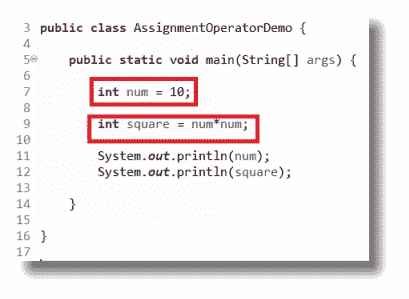 3 public class AssignmentOperatorDemo {
4
5 public static void main(String[] args) {
6
7 int num = 10;
8
9 int square = num*num;
10
11 System.out.println(num);
12 System.out.println(square);
13
14 }
15
16 }
17